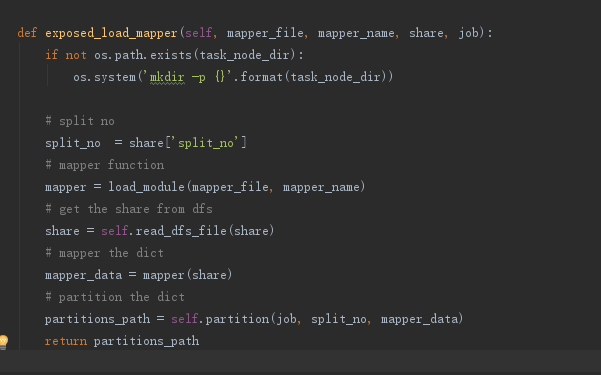 def exposed_load_mapper(self, mapper_file, mapper_name, share, job):
    if not os.path.exists(task_node_dir):
        os.system('mkdir -p {}'.format(task_node_dir))
    # split no
    split_no  = share['split_no']
    # mapper function
    mapper = load_module(mapper_file, mapper_name)
    # get the share from dfs
    share = self.read_dfs_file(share)
    # mapper the dict
    mapper_data = mapper(share)
    # partition the dict
    partitions_path = self.partition(job, split_no, mapper_data)
    return partitions_path